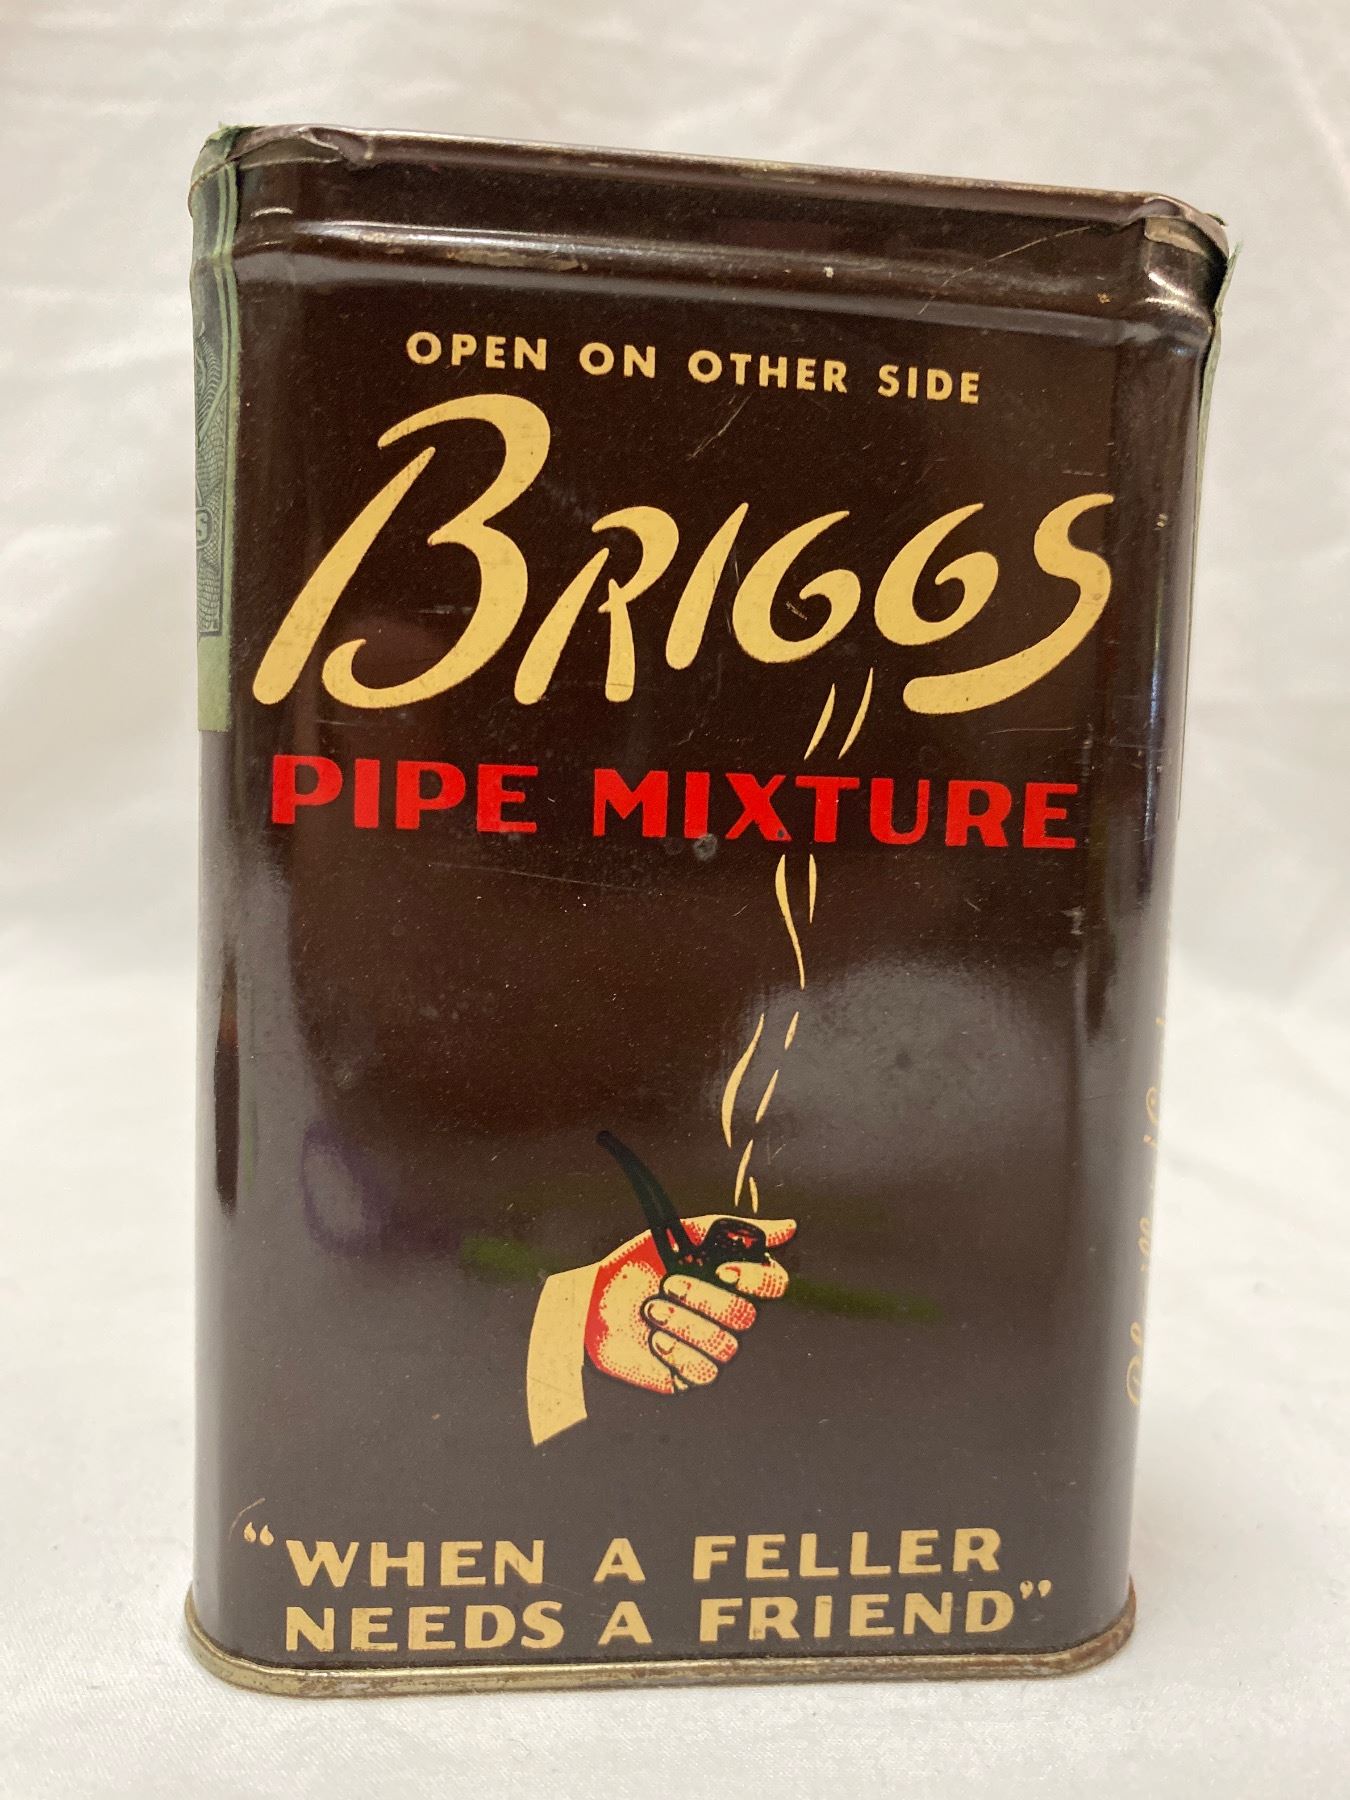 OPEN ON OTHER SIDE
BRIGGS
PIPE MIXTURE
"WHEN A FELLER
NEEDS A FRIEND"